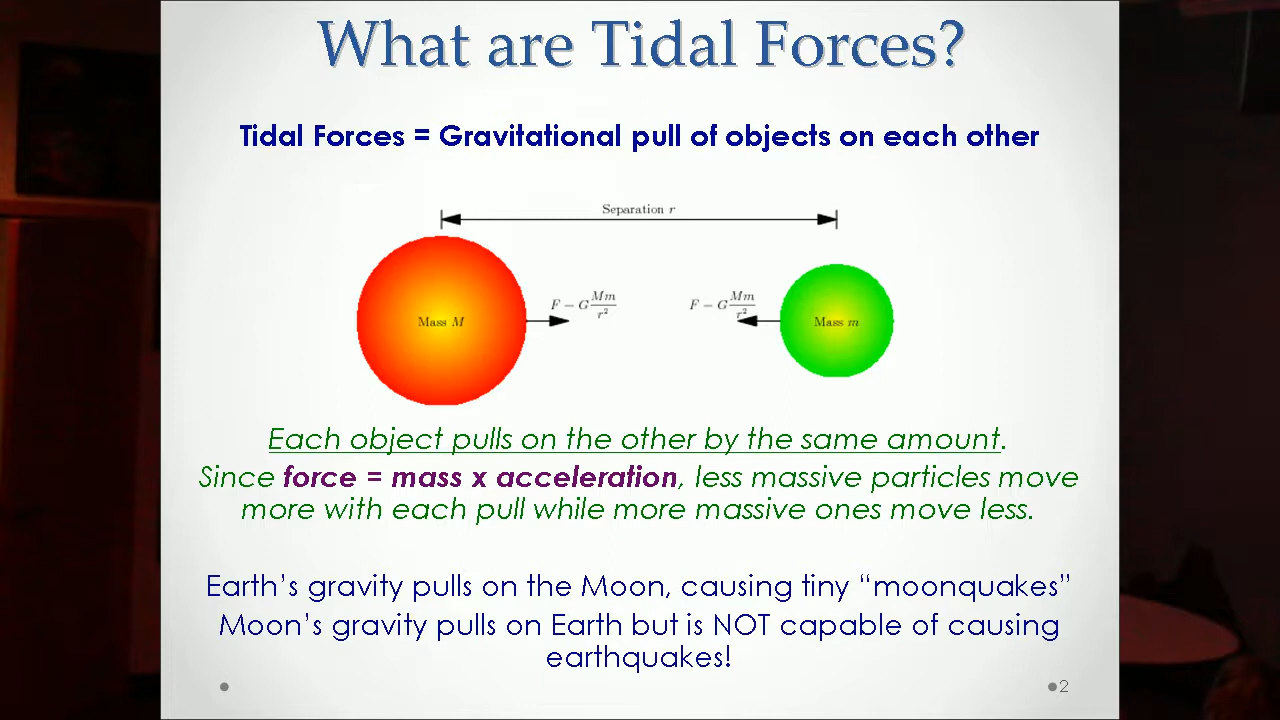 What are Tidal Forces?
Tidal Forces = Gravitational pull of objects on each other
Separation r
Mass M
F − G Mm/r²
F − G Mm/r²
Mass m
Each object pulls on the other by the same amount.
Since force = mass x acceleration, less massive particles move
more with each pull while more massive ones move less.
Earth’s gravity pulls on the Moon, causing tiny “moonquakes”
Moon’s gravity pulls on Earth but is NOT capable of causing
earthquakes!
2